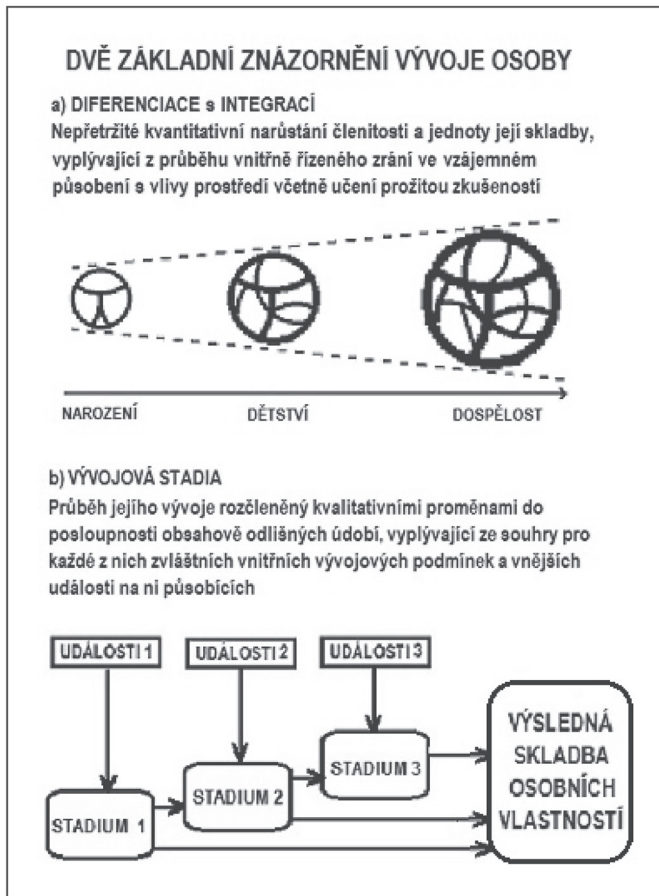 DVĚ ZÁKLADNÍ ZNÁZORNĚNÍ VÝVOJE OSOBY
a) DIFERENCIACE s INTEGRACÍ
Nepřetržité kvantitativní narůstání členitosti a jednoty její skladby,
vyplývající z průběhu vnitřně řízeného zrání ve vzájemném
působení s vlivy prostředí včetně učení prožitou zkušeností
NAROZENÍ DĚTSTVÍ DOSPĚLOST
b) VÝVOJOVÁ STADIA
Průběh jejího vývoje rozčleněný kvalitativními proměnami do
posloupnosti obsahově odlišných údobí, vyplývající ze souhry pro
každé z nich zvláštních vnitřních vývojových podmínek a vnějších
události na ni působících
UDÁLOSTI 1 UDÁLOSTI 2 UDÁLOSTI 3
STADIUM 1
STADIUM 2
STADIUM 3
VÝSLEDNÁ
SKLADBA
OSOBNÍCH
VLASTNOSTÍ